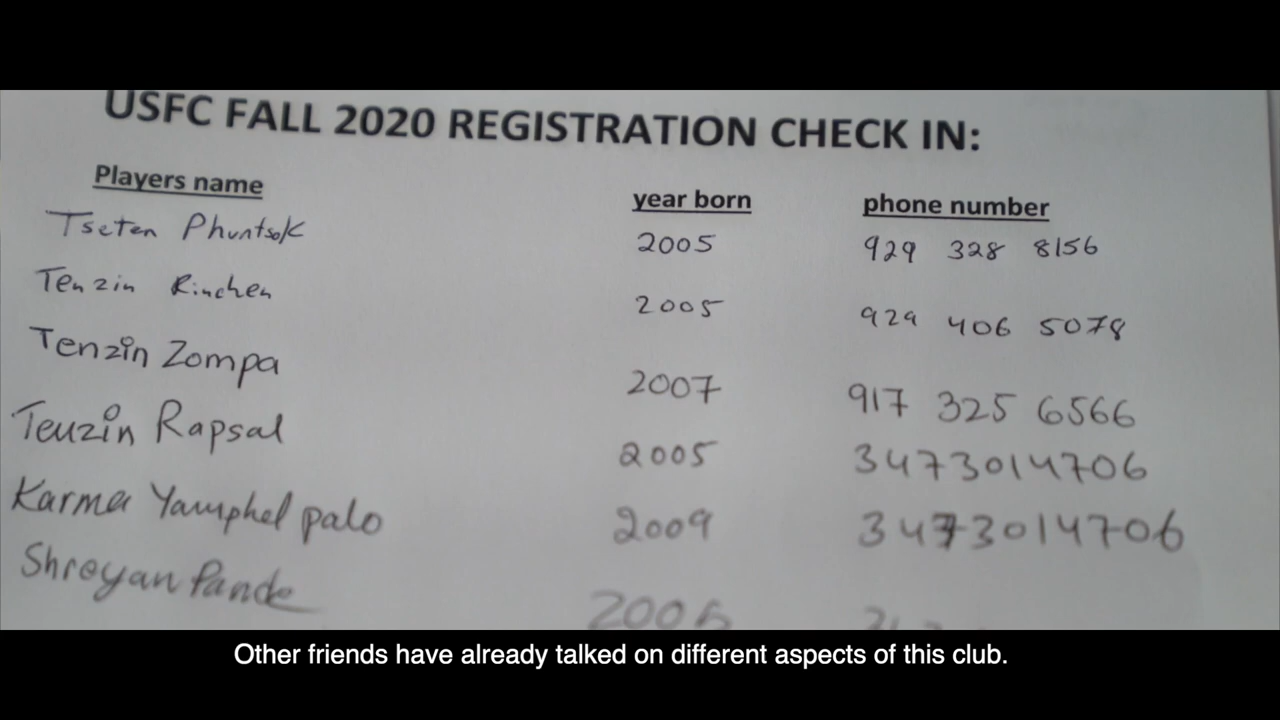 USFC FALL 2020 REGISTRATION CHECK IN:
Players name year born phone number
Tseten Phuntsok 2005 929 328 8156
Tenzin Rinchen 2005 929 406 5078
Tenzin Zompa 2007 917 325 6566
Tenzin Rapsal 2005 3473014706
Karma Yamphel palo 2009 3473014706
Shreyan Pande 2006
Other friends have already talked on different aspects of this club.